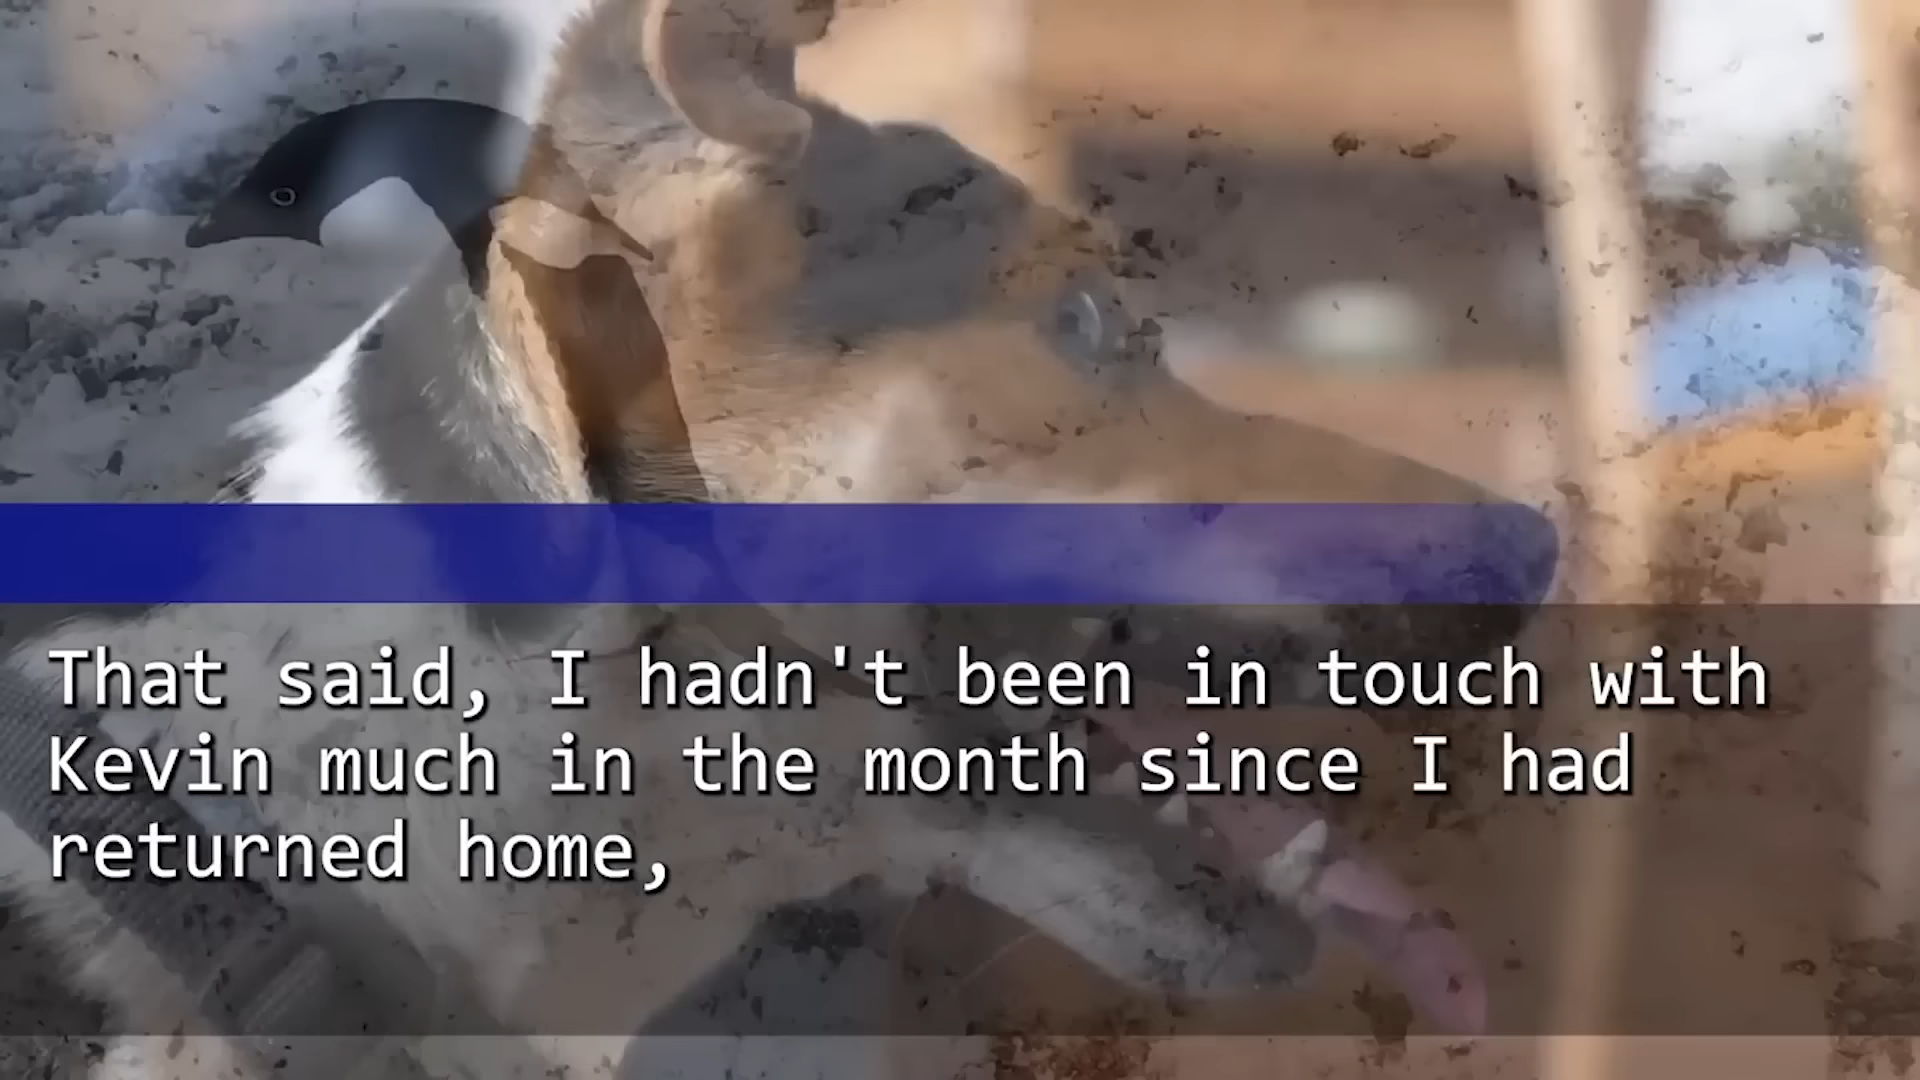 That said, I hadn't been in touch with
Kevin much in the month since I had
returned home,